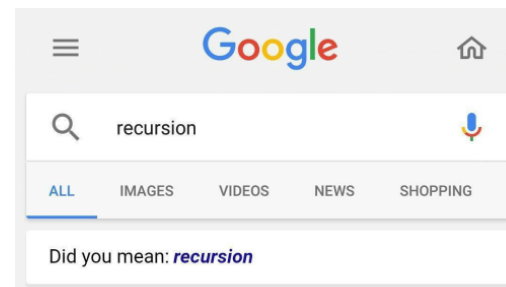 Google
recursion
ALL IMAGES VIDEOS NEWS SHOPPING
Did you mean: recursion